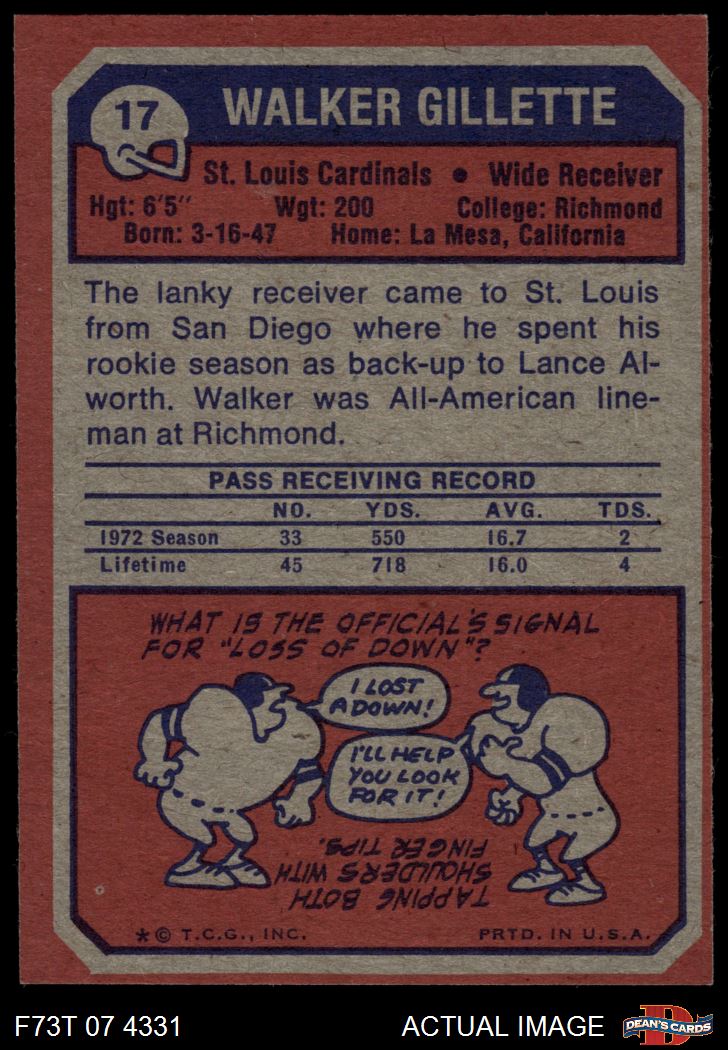 17
WALKER GILLETTE
St. Louis Cardinals • Wide Receiver
Hgt: 6'5" Wgt: 200 College: Richmond
Born: 3-16-47 Home: La Mesa, California
The lanky receiver came to St. Louis
from San Diego where he spent his
rookie season as back-up to Lance Al-
worth. Walker was All-American line-
man at Richmond.
PASS RECEIVING RECORD
NO. YDS. AVG. TDS.
1972 Season 33 550 16.7 2
Lifetime 45 718 16.0 4
WHAT IS THE OFFICIAL'S SIGNAL
FOR "LOSS OF DOWN"?
I LOST
A DOWN!
I'LL HELP
YOU LOOK
FOR IT!
TAPPING BOTH
SHOULDERS WITH
FINGER TIPS.
* © T.C.G., INC. PRTD. IN U.S.A.
F73T 07 4331 ACTUAL IMAGE
D
DEAN'S CARDS